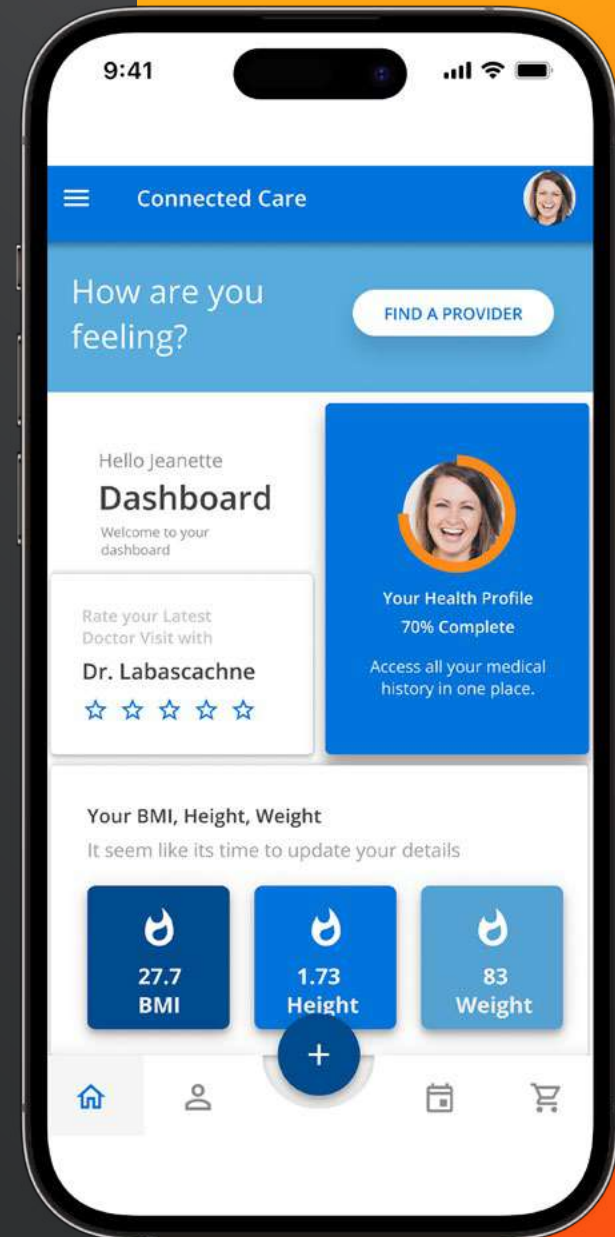 9:41
Connected Care
How are you
feeling?
FIND A PROVIDER
Hello Jeanette
Dashboard
Welcome to your
dashboard
Your Health Profile
70% Complete
Access all your medical
history in one place.
Rate your Latest
Doctor Visit with
Dr. Labascachne
Your BMI, Height, Weight
It seem like its time to update your details
27.7
BMI
1.73
Height
83
Weight
+